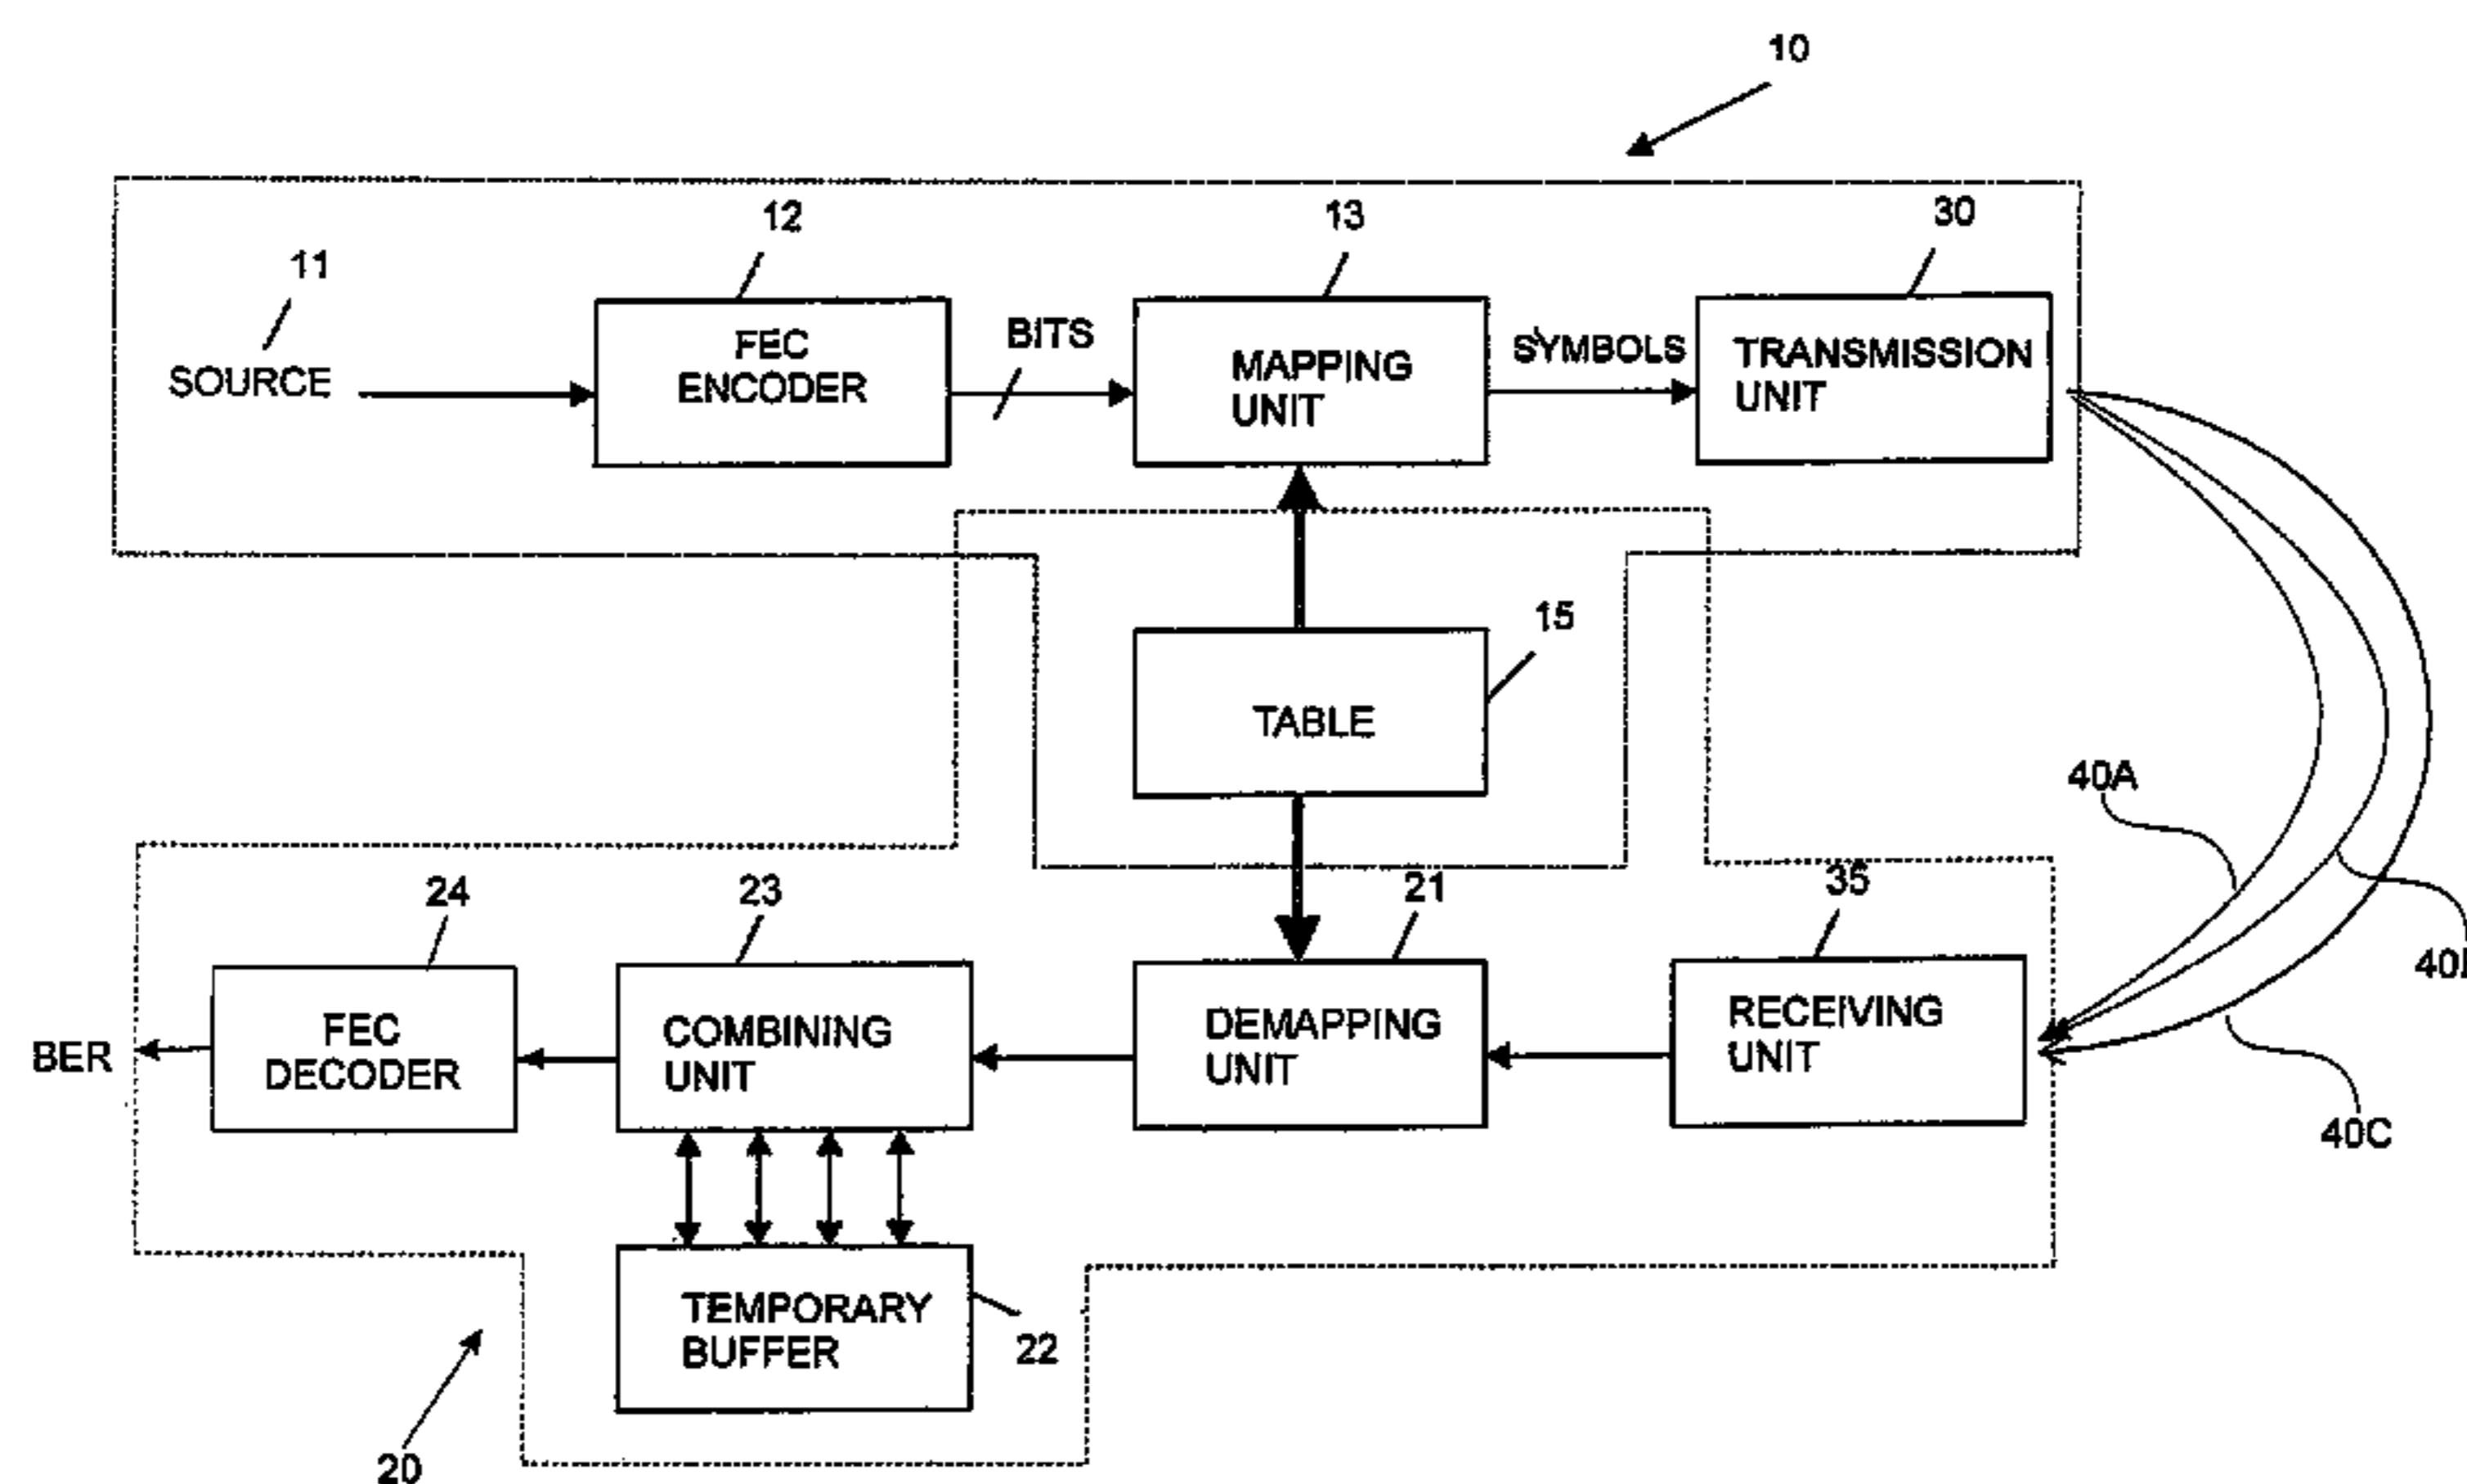 10
12
13
30
11
SOURCE
FEC
ENCODER
BITS
MAPPING
UNIT
SYMBOLS
TRANSMISSION
UNIT
15
TABLE
40A
24
23
21
35
BER
FEC
DECODER
COMBINING
UNIT
DEMAPPING
UNIT
RECEIVING
UNIT
40C
TEMPORARY
BUFFER
22
20